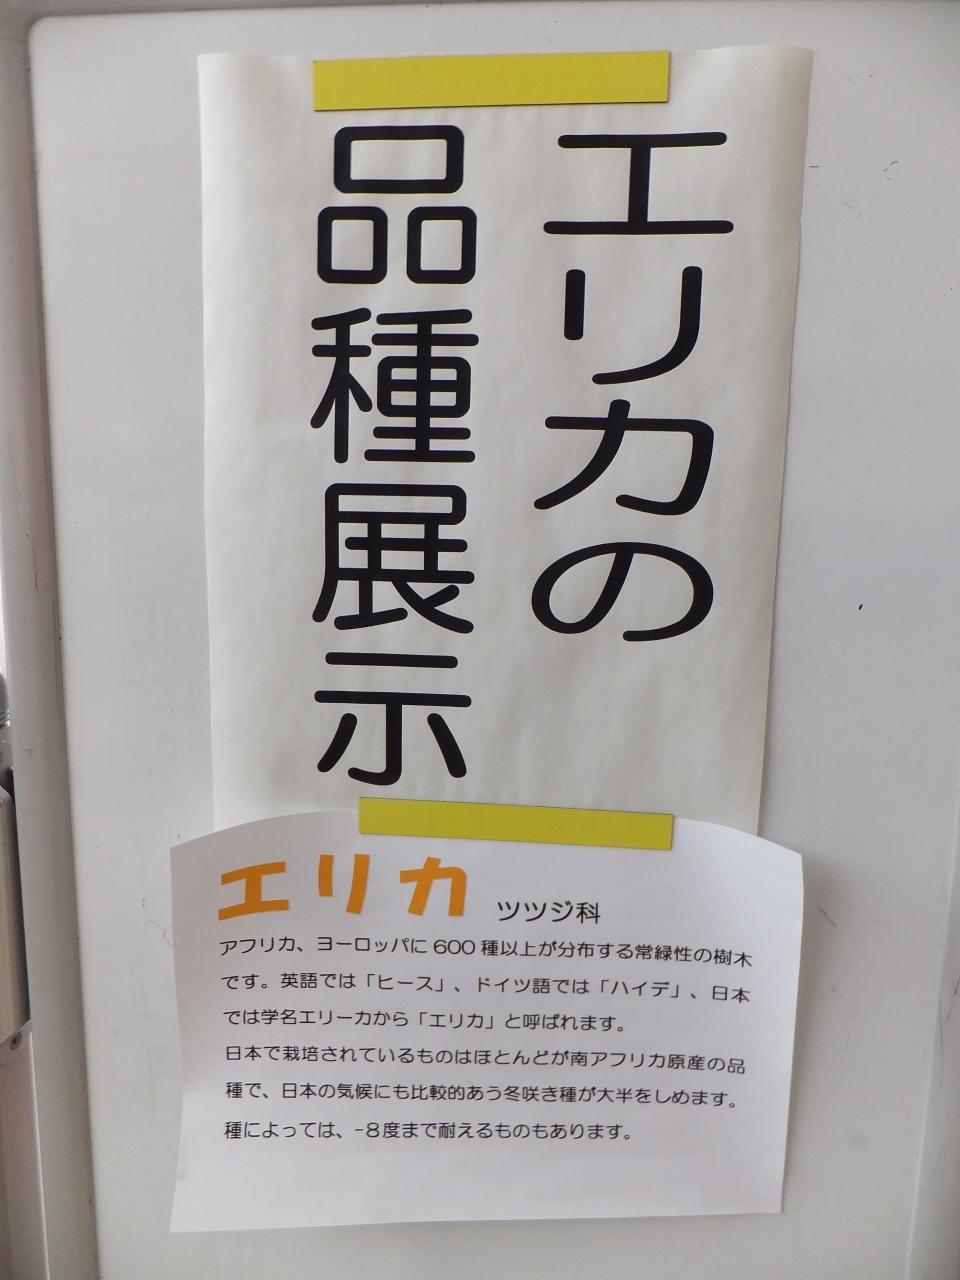 エリカの
品種展示
エリカ ツツジ科
アフリカ、ヨーロッパに 600 種以上が分布する常緑性の樹木
です。英語では「ヒース」、ドイツ語では「ハイデ」、日本
では学名エリーカから「エリカ」と呼ばれます。
日本で栽培されているものはほとんどが南アフリカ原産の品
種で、日本の気候にも比較的あう冬咲き種が大半をしめます。
種によっては、-8度まで耐えるものもあります。